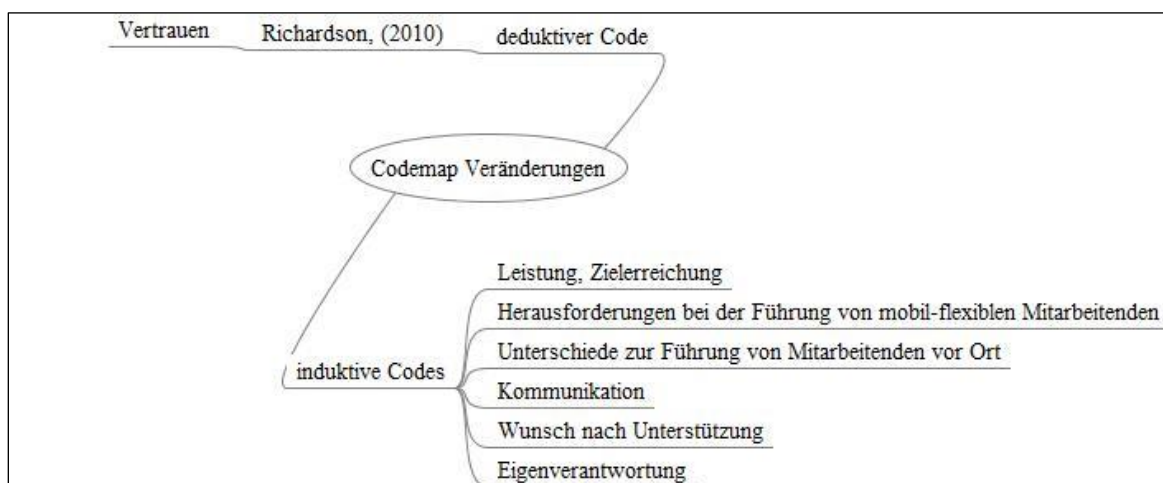 Vertrauen Richardson, (2010) deduktiver Code
Codemap Veränderungen
Leistung, Zielerreichung
Herausforderungen bei der Führung von mobil-flexiblen Mitarbeitenden
Unterschiede zur Führung von Mitarbeitenden vor Ort
induktive Codes
Kommunikation
Wunsch nach Unterstützung
Eigenverantwortung